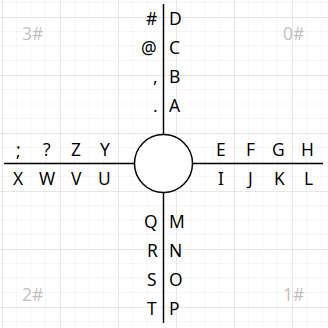 # D
3# @ C 0#
, B
. A
; ? Z Y E F G H
X W V U I J K L
Q M
R N
S O
2# T P 1#